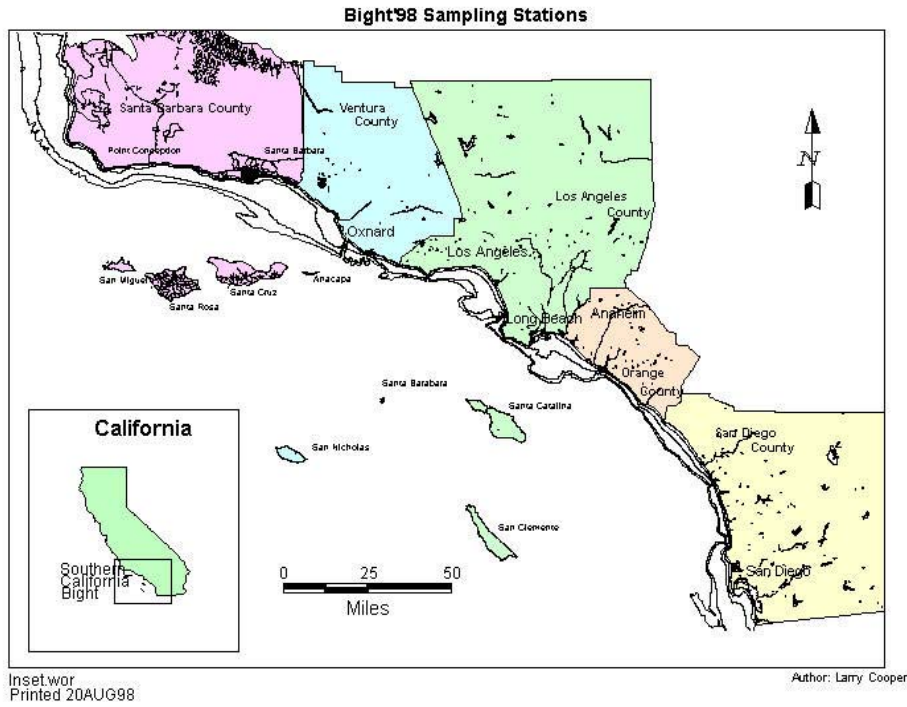 Bight'98 Sampling Stations
Santa Barbara County
Ventura
County
Point Conception
Santa Barbara
N
Los Angeles
County
Oxnard
Los Angeles
San Miguel
Santa Rosa
Santa Cruz
Anacapa
Long Beach
Anaheim
Orange
County
Santa Barabara
Santa Catalina
San Nicholas
San Diego
County
San Clemente
San Diego
California
Southern
California
Bight
0 25 50
Miles
Inset.wor
Printed 20AUG98
Author: Larry Cooper